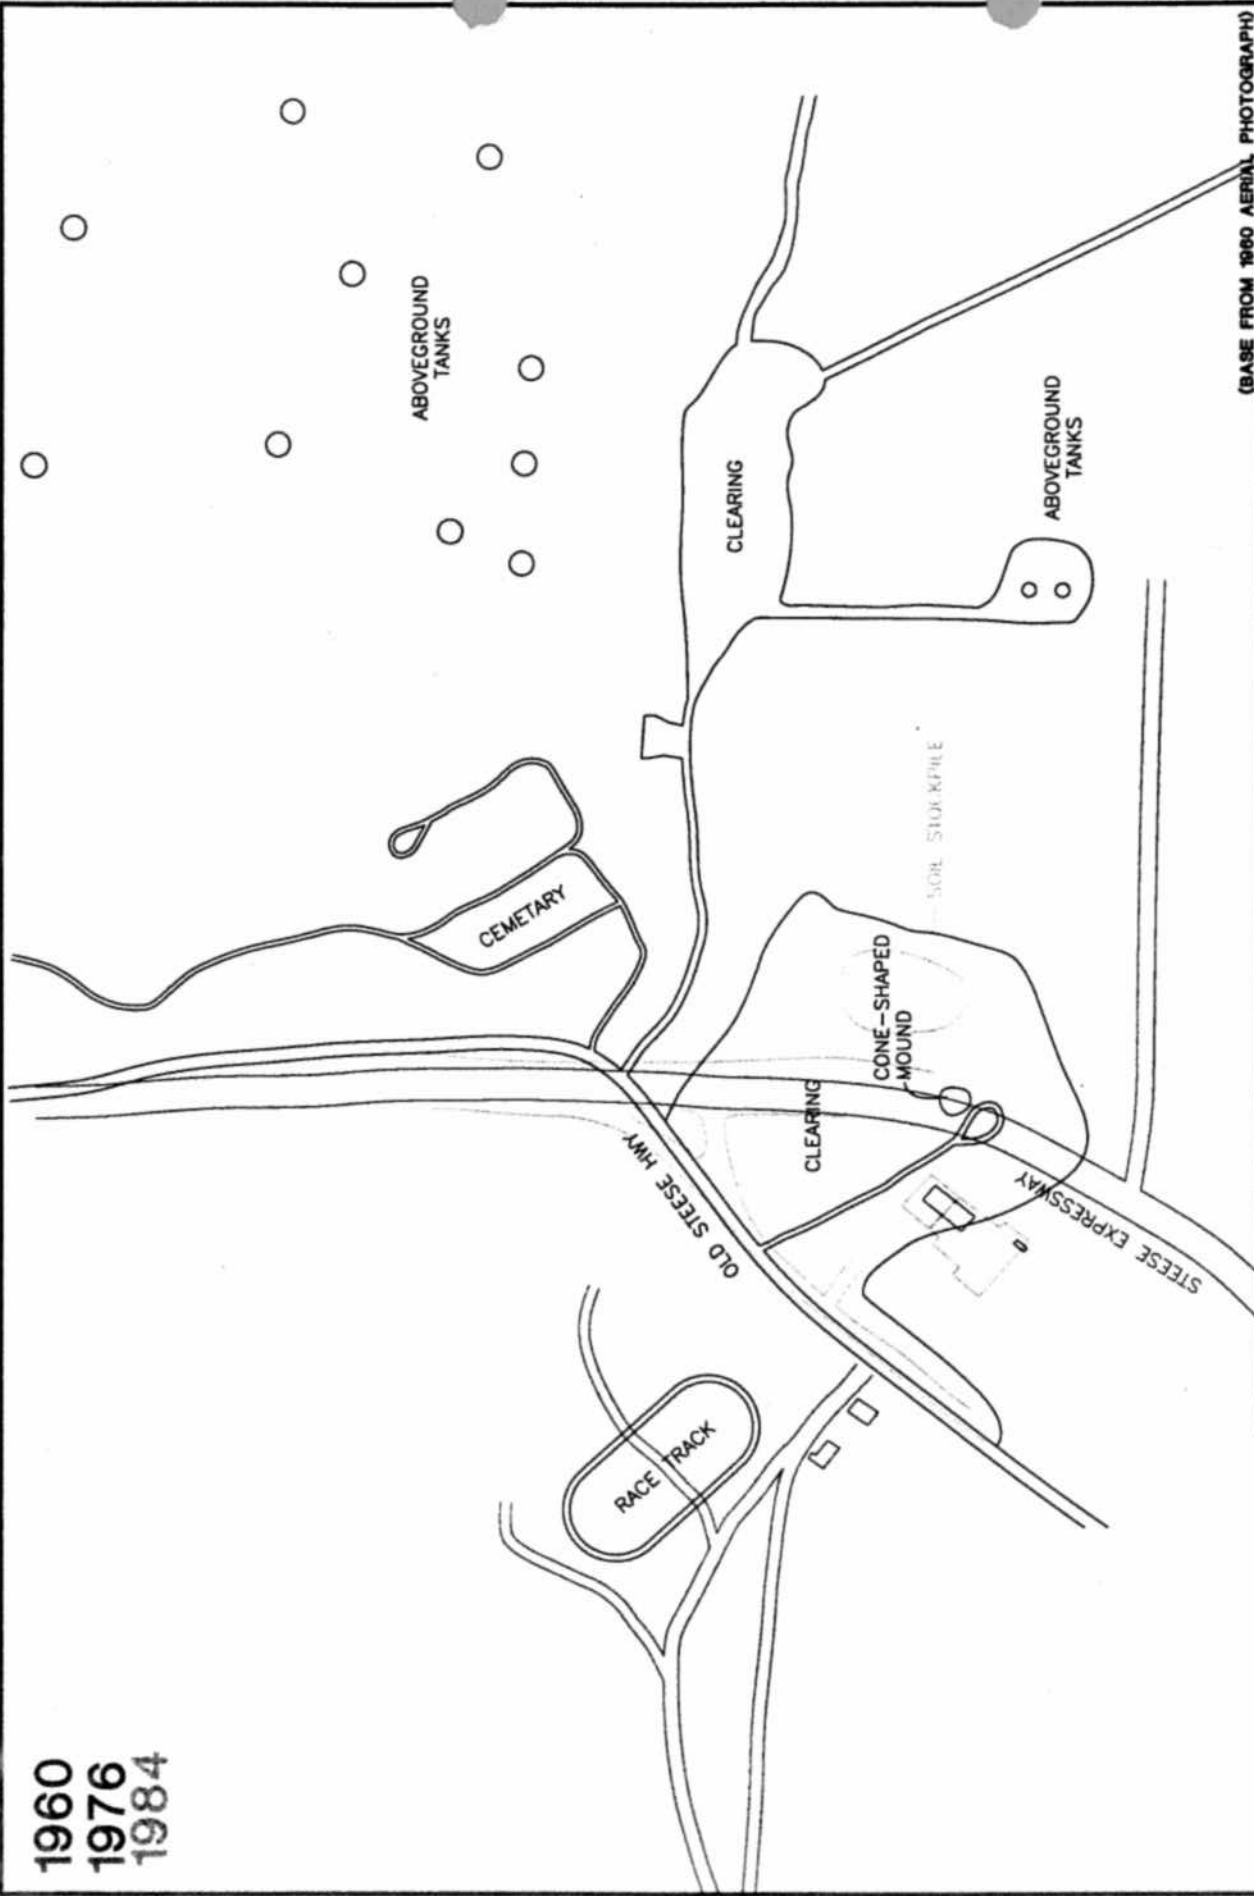 1960
1976
1984
ABOVEGROUND
TANKS
CEMETARY
CLEARING
ABOVEGROUND
TANKS
SOIL STOCKPILE
CONE-SHAPED
MOUND
CLEARING
OLD STEESE HWY
STEESE EXPRESSWAY
RACE TRACK
(BASE FROM 1960 AERIAL PHOTOGRAPH)